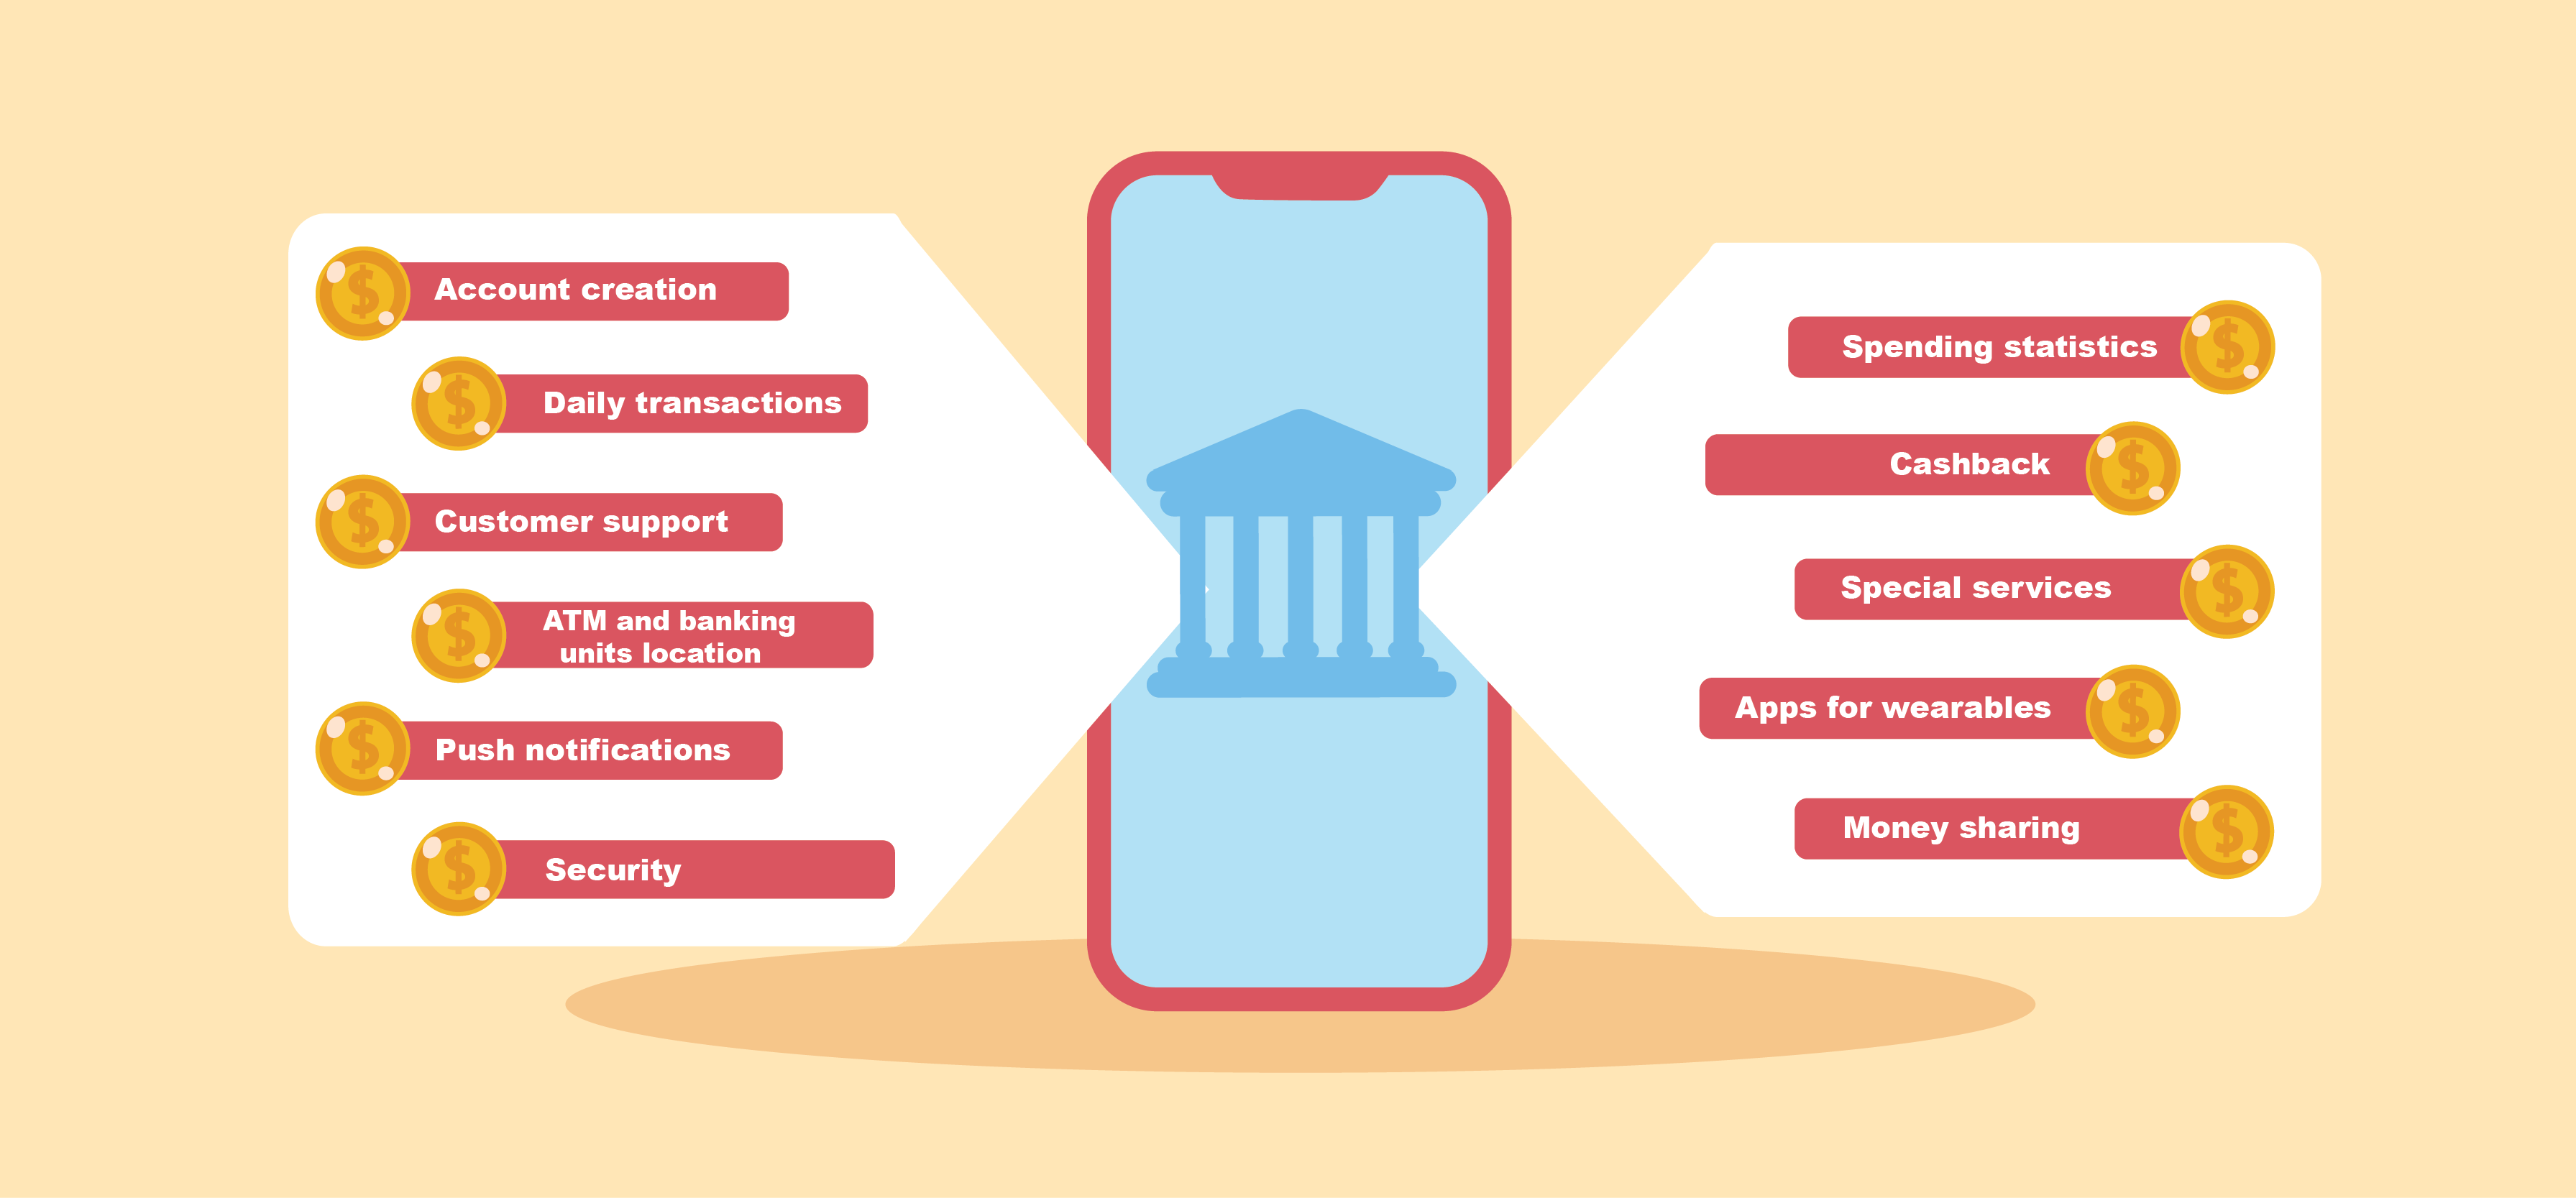 Account creation
Daily transactions
Customer support
ATM and banking
units location
Push notifications
Security
Spending statistics
Cashback
Special services
Apps for wearables
Money sharing